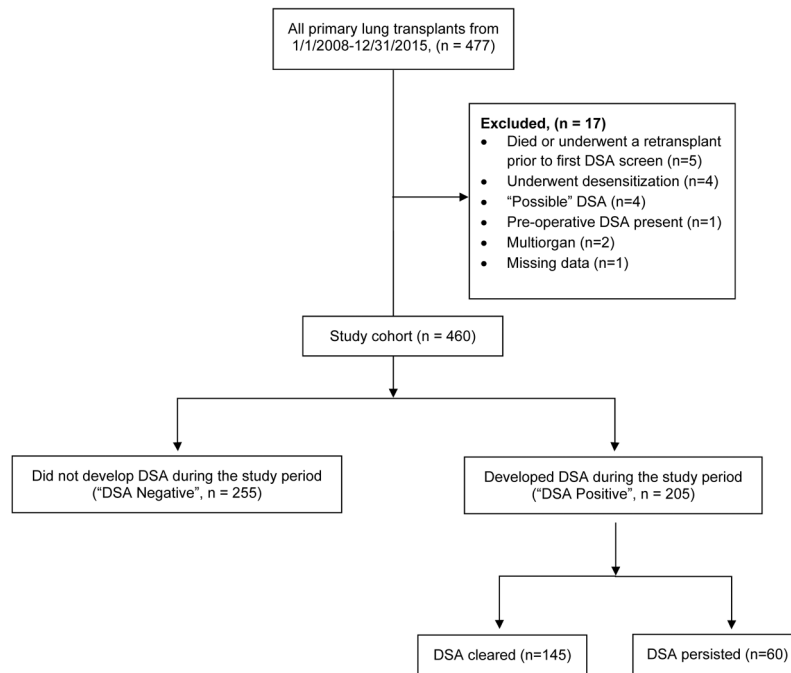 All primary lung transplants from
1/1/2008-12/31/2015, (n = 477)
Excluded, (n = 17)
• Died or underwent a retransplant
prior to first DSA screen (n=5)
• Underwent desensitization (n=4)
• “Possible” DSA (n=4)
• Pre-operative DSA present (n=1)
• Multiorgan (n=2)
• Missing data (n=1)
Study cohort (n = 460)
Did not develop DSA during the study period
(“DSA Negative”, n = 255)
Developed DSA during the study period
(“DSA Positive”, n = 205)
DSA cleared (n=145)
DSA persisted (n=60)